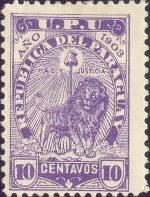 U.P.U
AÑO 1903
REPUBLICA DEL PARAGUAY
PAZ Y JUSTICIA
10 CENTAVOS 10